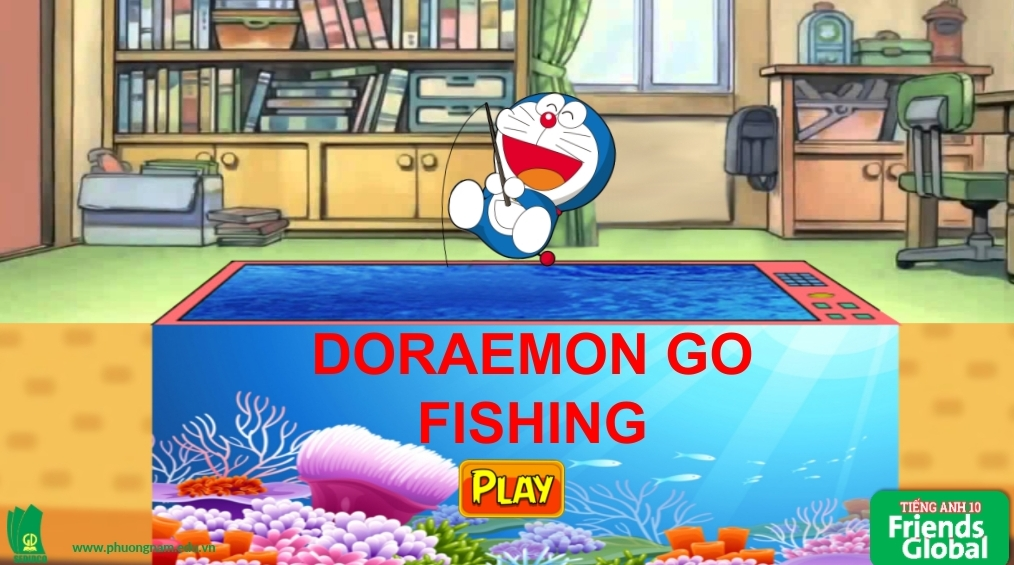 DORAEMON GO
FISHING
PLAY
www.phuongnam.edu.vn
TIẾNG ANH 10
Friends
Global